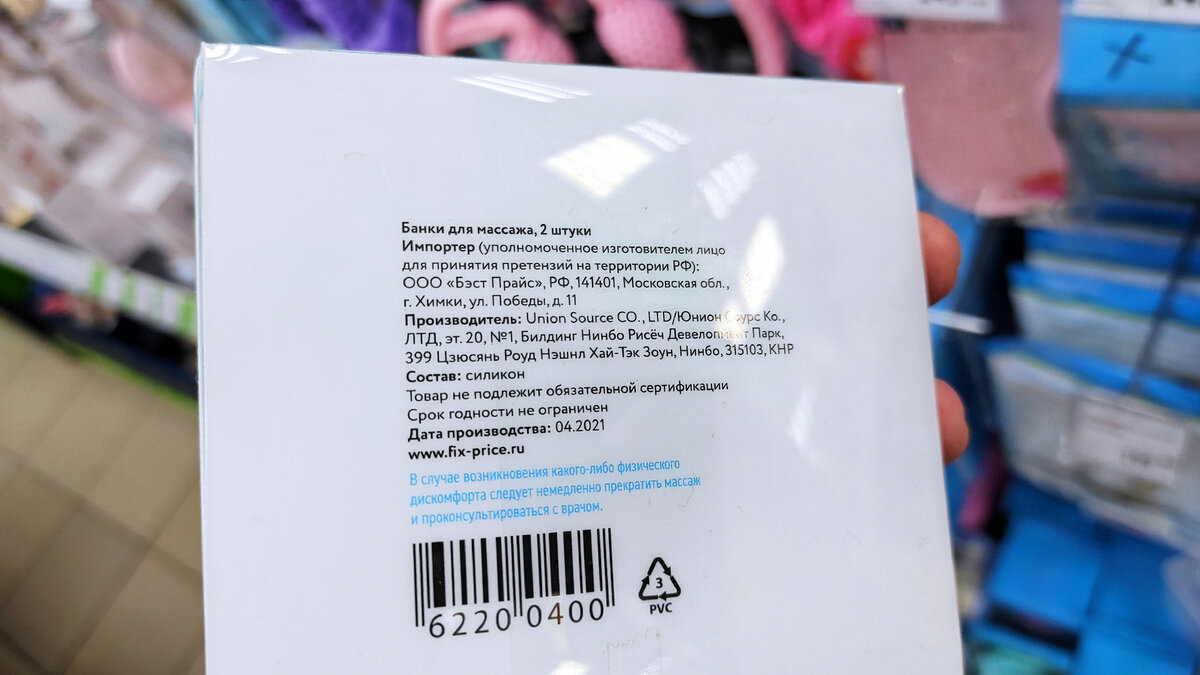 Банки для массажа, 2 штуки
Импортер (уполномоченное изготовителем лицо
для принятия претензий на территории РФ):
ООО «Бэст Прайс», РФ, 141401, Московская обл.,
г. Химки, ул. Победы, д. 11
Производитель: Union Source CO., LTD/Юнион Соурс Ко.,
ЛТД, эт. 20, №1, Билдинг Нинбо Рисёч Девелопмент Парк,
399 Цзюсянь Роуд Нэшнл Хай-Тэк Зоун, Нинбо, 315103, КНР
Состав: силикон
Товар не подлежит обязательной сертификации
Срок годности не ограничен
Дата производства: 04.2021
www.fix-price.ru
В случае возникновения какого-либо физического
дискомфорта следует немедленно прекратить массаж
и проконсультироваться с врачом.
62200400
3
PVC